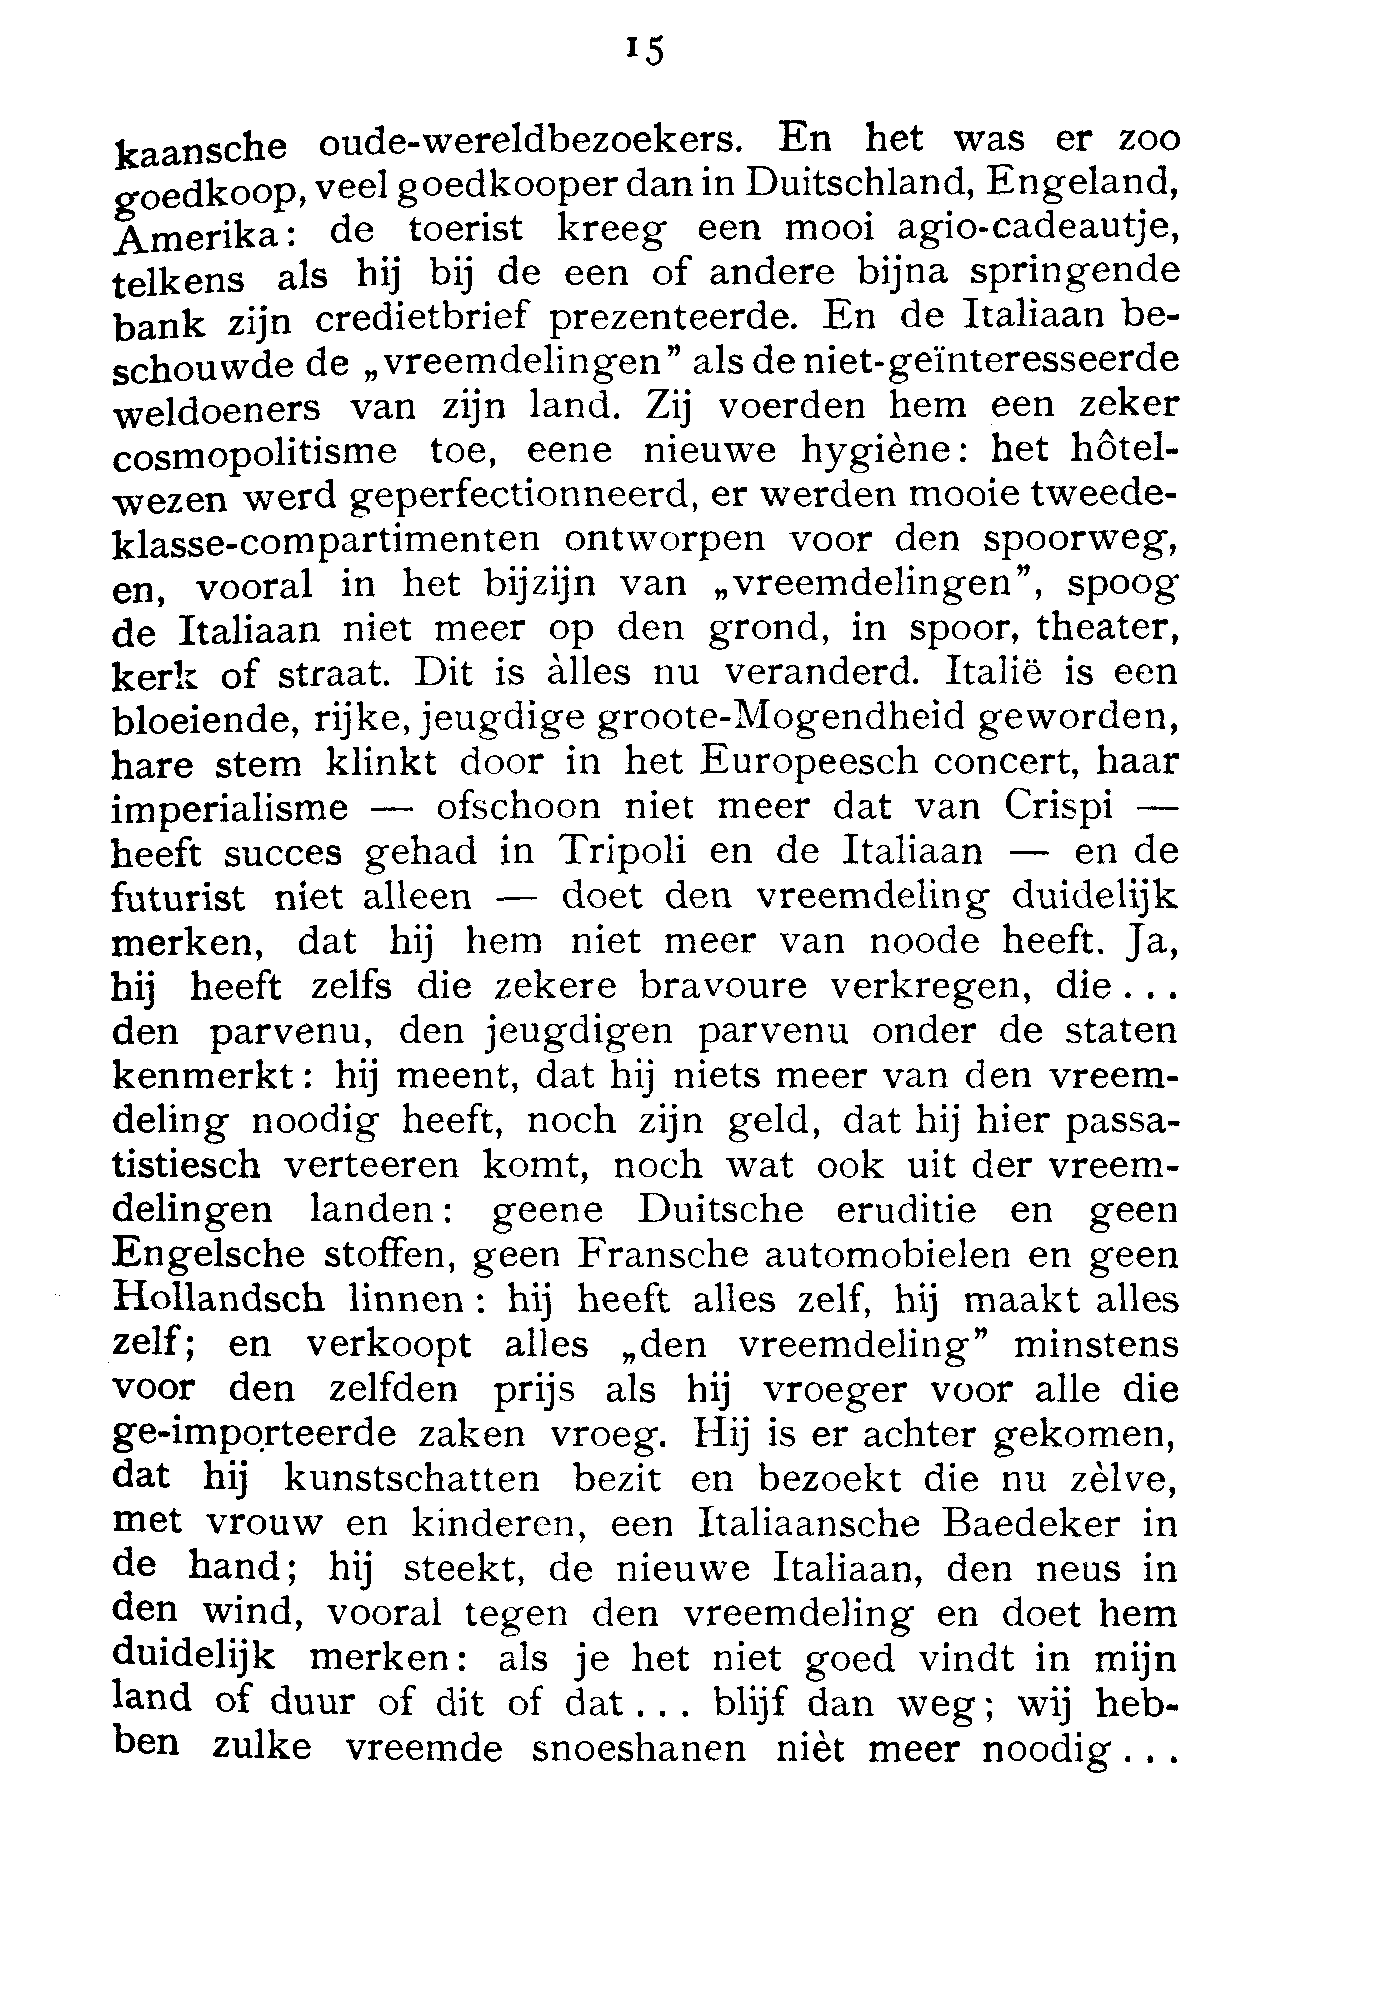 15
kaansche oude-wereldbezoekers. En het was er zoo
goedkoop, veel goedkooper dan in Duitschland, Engeland,
Amerika: de toerist kreeg een mooi agio-cadeautje,
telkens als hij bij de een of andere bijna springende
bank zijn credietbrief prezenteerde. En de Italiaan be-
schouwde de „vreemdelingen” als de niet-geïnteresseerde
weldoeners van zijn land. Zij voerden hem een zeker
cosmopolitisme toe, eene nieuwe hygiène: het hôtel-
wezen werd geperfectionneerd, er werden mooie tweede-
klasse-compartimenten ontworpen voor den spoorweg,
en, vooral in het bijzijn van „vreemdelingen”, spoog
de Italiaan niet meer op den grond, in spoor, theater,
kerk of straat. Dit is àlles nu veranderd. Italië is een
bloeiende, rijke, jeugdige groote-Mogendheid geworden,
hare stem klinkt door in het Europeesch concert, haar
imperialisme — ofschoon niet meer dat van Crispi —
heeft succes gehad in Tripoli en de Italiaan — en de
futurist niet alleen — doet den vreemdeling duidelijk
merken, dat hij hem niet meer van noode heeft. Ja,
hij heeft zelfs die zekere bravoure verkregen, die . . .
den parvenu, den jeugdigen parvenu onder de staten
kenmerkt: hij meent, dat hij niets meer van den vreem-
deling noodig heeft, noch zijn geld, dat hij hier passa-
tistiesch verteeren komt, noch wat ook uit der vreem-
delingen landen: geene Duitsche eruditie en geen
Engelsche stoffen, geen Fransche automobielen en geen
Hollandsch linnen: hij heeft alles zelf, hij maakt alles
zelf; en verkoopt alles „den vreemdeling” minstens
voor den zelfden prijs als hij vroeger voor alle die
ge-importeerde zaken vroeg. Hij is er achter gekomen,
dat hij kunstschatten bezit en bezoekt die nu zèlve,
met vrouw en kinderen, een Italiaansche Baedeker in
de hand; hij steekt, de nieuwe Italiaan, den neus in
den wind, vooral tegen den vreemdeling en doet hem
duidelijk merken: als je het niet goed vindt in mijn
land of duur of dit of dat . . . blijf dan weg; wij heb-
ben zulke vreemde snoeshanen nièt meer noodig . . .